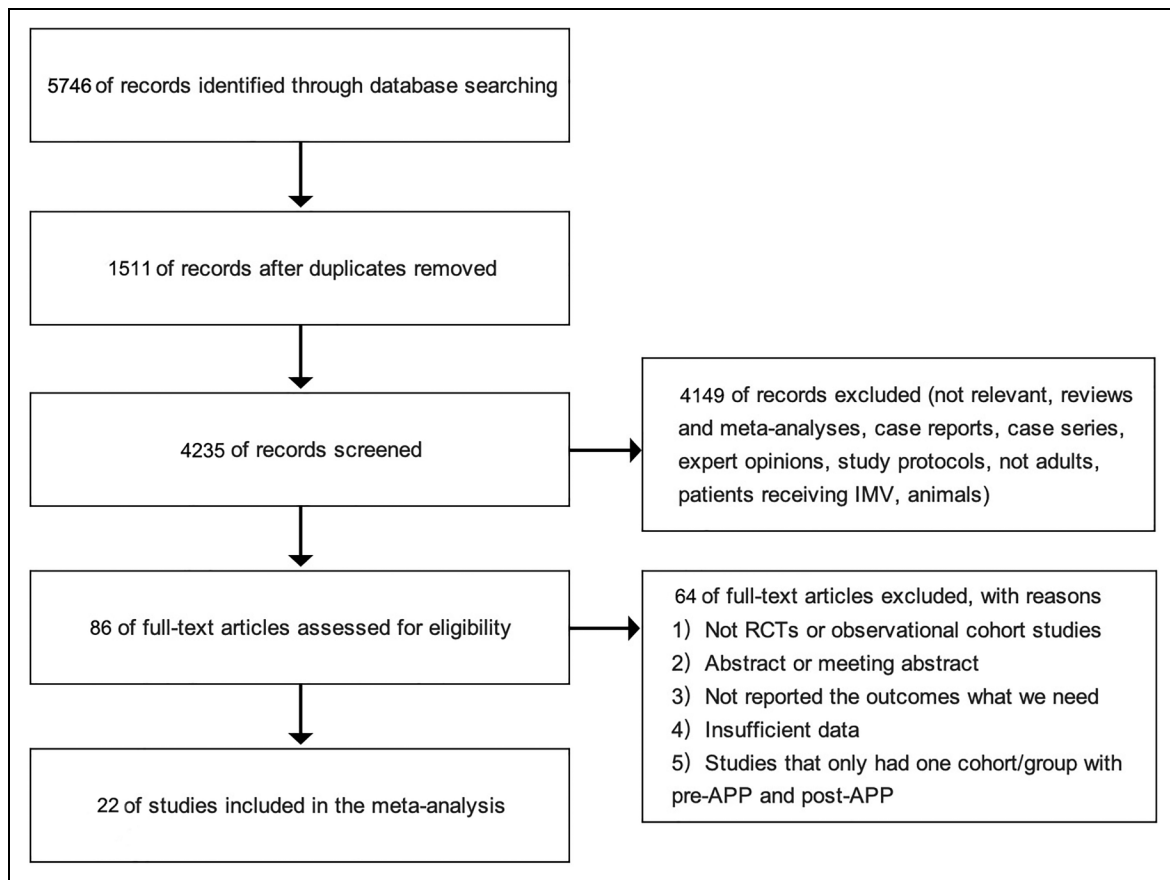 5746 of records identified through database searching
1511 of records after duplicates removed
4235 of records screened
4149 of records excluded (not relevant, reviews
and meta-analyses, case reports, case series,
expert opinions, study protocols, not adults,
patients receiving IMV, animals)
86 of full-text articles assessed for eligibility
64 of full-text articles excluded, with reasons
1) Not RCTs or observational cohort studies
2) Abstract or meeting abstract
3) Not reported the outcomes what we need
4) Insufficient data
5) Studies that only had one cohort/group with
pre-APP and post-APP
22 of studies included in the meta-analysis